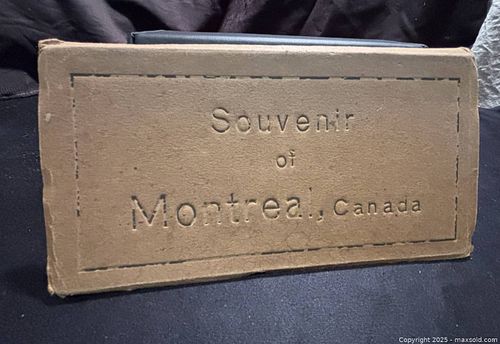 Souvenir
of
Montreal, Canada
Copyright 2025 - maxsold.com